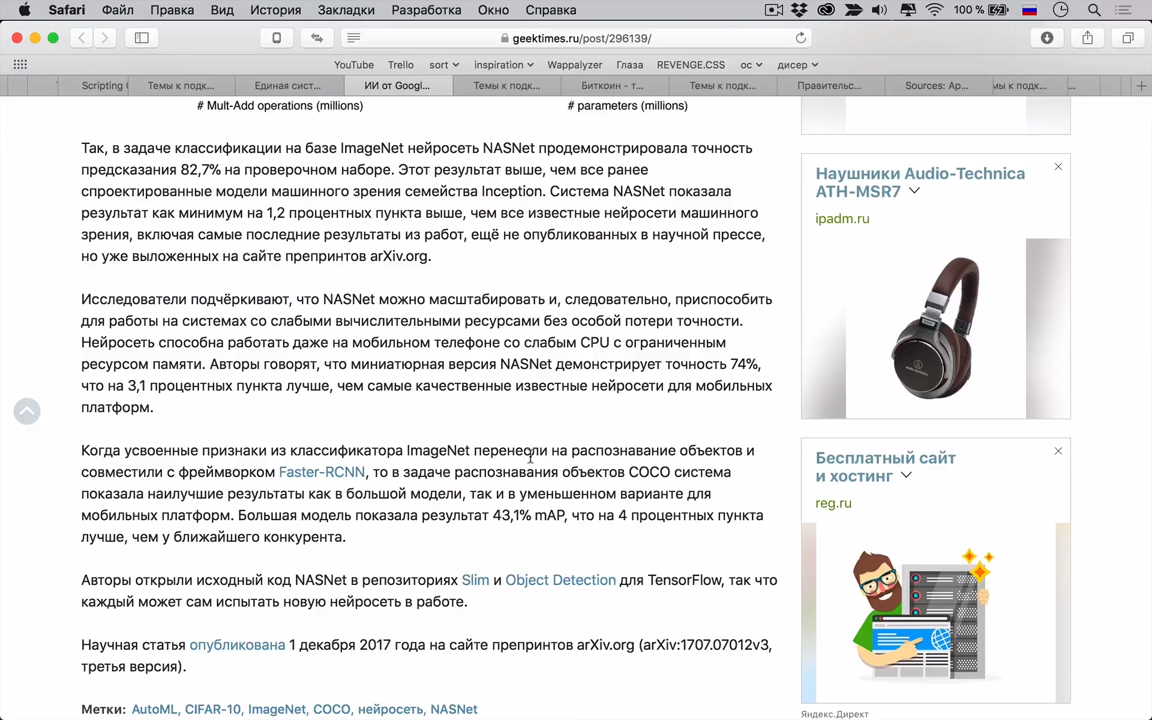 Safari Файл Правка Вид История Закладки Разработка Окно Справка 100 %
geektimes.ru/post/296139/
YouTube Trello sort inspiration Wappalyzer Глаза REVENGE.CSS ос дисер
Scripting Темы к подк... Единая сист... ИИ от Googl... Темы к подк... Биткоин - т... Темы к подк... Правительс... Sources: Ap... мы к подк...
# Mult-Add operations (millions) # parameters (millions)
Так, в задаче классификации на базе ImageNet нейросеть NASNet продемонстрировала точность
предсказания 82,7% на проверочном наборе. Этот результат выше, чем все ранее
спроектированные модели машинного зрения семейства Inception. Система NASNet показала
результат как минимум на 1,2 процентных пункта выше, чем все известные нейросети машинного
зрения, включая самые последние результаты из работ, ещё не опубликованных в научной прессе,
но уже выложенных на сайте препринтов arXiv.org.
Исследователи подчёркивают, что NASNet можно масштабировать и, следовательно, приспособить
для работы на системах со слабыми вычислительными ресурсами без особой потери точности.
Нейросеть способна работать даже на мобильном телефоне со слабым CPU с ограниченным
ресурсом памяти. Авторы говорят, что миниатюрная версия NASNet демонстрирует точность 74%,
что на 3,1 процентных пункта лучше, чем самые качественные известные нейросети для мобильных
платформ.
Когда усвоенные признаки из классификатора ImageNet перенесли на распознавание объектов и
совместили с фреймворком Faster-RCNN, то в задаче распознавания объектов COCO система
показала наилучшие результаты как в большой модели, так и в уменьшенном варианте для
мобильных платформ. Большая модель показала результат 43,1% mAP, что на 4 процентных пункта
лучше, чем у ближайшего конкурента.
Авторы открыли исходный код NASNet в репозиториях Slim и Object Detection для TensorFlow, так что
каждый может сам испытать новую нейросеть в работе.
Научная статья опубликована 1 декабря 2017 года на сайте препринтов arXiv.org (arXiv:1707.07012v3,
третья версия).
Метки: AutoML, CIFAR-10, ImageNet, COCO, нейросеть, NASNet
Наушники Audio-Technica
ATH-MSR7
ipadm.ru
Бесплатный сайт
и хостинг
reg.ru
Яндекс.Директ